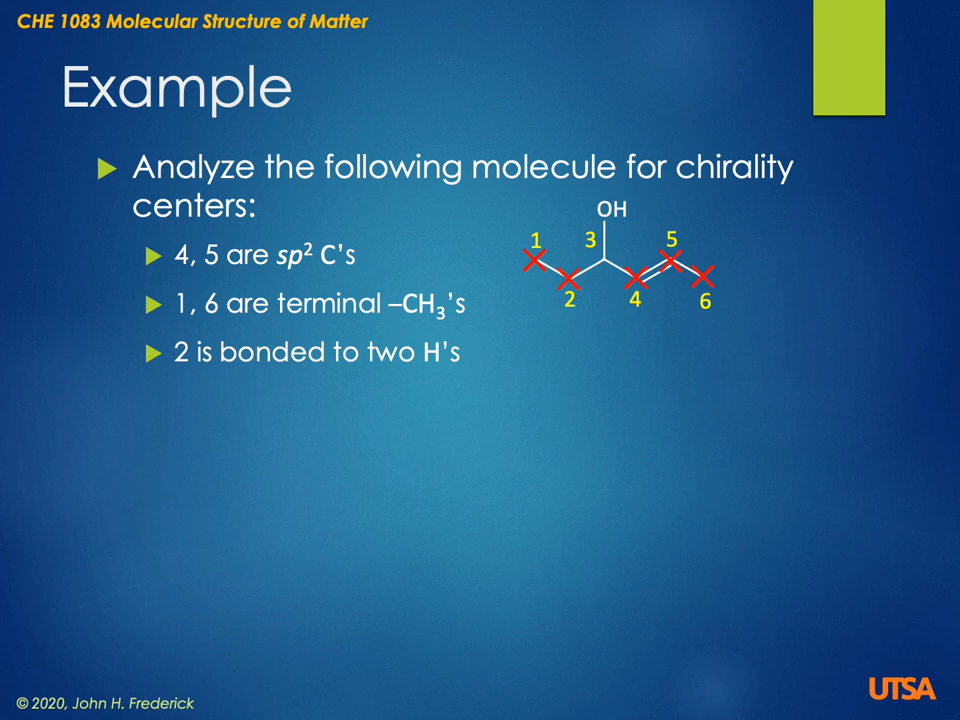 CHE 1083 Molecular Structure of Matter
Example
Analyze the following molecule for chirality
centers:
OH
1 3 5
2 4 6
4, 5 are sp² C's
1, 6 are terminal –CH₃'s
2 is bonded to two H's
© 2020, John H. Frederick
UTSA